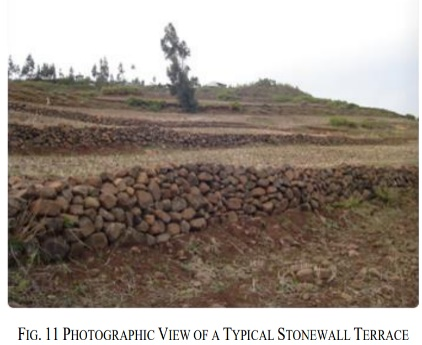 FIG. 11 PHOTOGRAPHIC VIEW OF A TYPICAL STONEWALL TERRACE